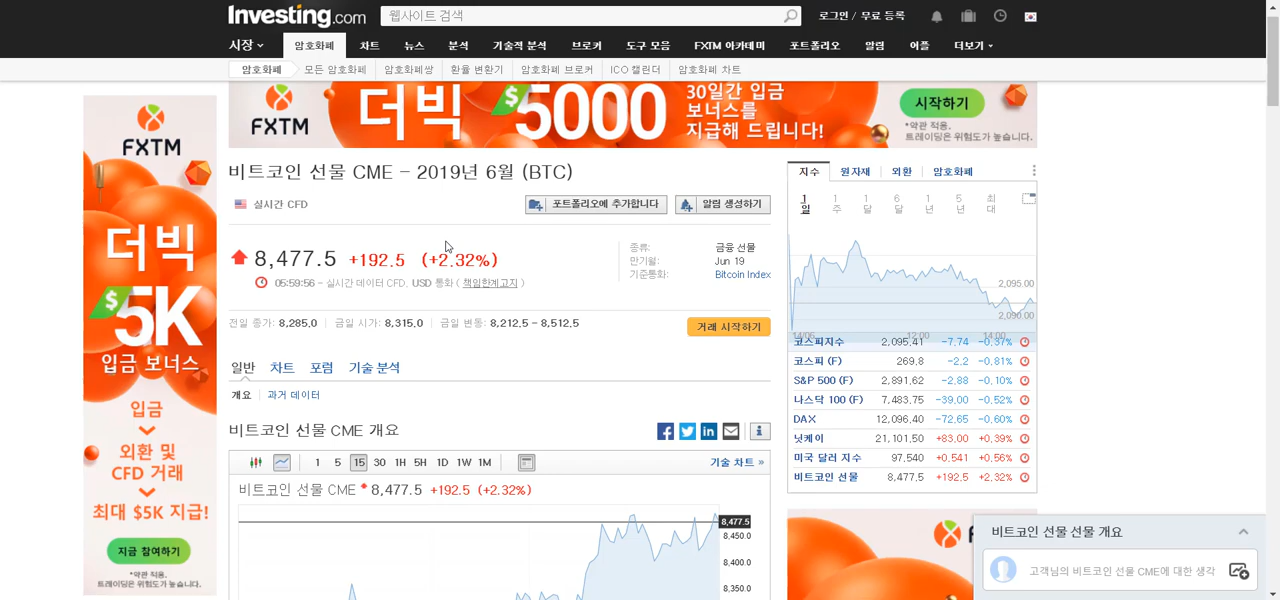 Investing.com
웹사이트 검색
로그인 / 무료 등록
시장 암호화폐 차트 뉴스 분석 기술적 분석 브로커 도구 모음 FXTM 아카데미 포트폴리오 알림 어플 더보기
암호화폐 모든 암호화폐 암호화폐쌍 환율 변환기 암호화폐 브로커 ICO 캘린더 암호화폐 차트
FXTM
더빅 $5000
30일간 입금
보너스를
지급해 드립니다!
시작하기
*약관 적용.
트레이딩은 위험도가 높습니다.
FXTM
더빅
$5K
입금 보너스
입금
외환 및
CFD 거래
최대 $5K 지급!
지금 참여하기
*약관 적용.
트레이딩은 위험도가 높습니다.
비트코인 선물 CME - 2019년 6월 (BTC)
실시간 CFD
포트폴리오에 추가합니다
알림 생성하기
8,477.5 +192.5 (+2.32%)
05:59:56 - 실시간 데이터 CFD. USD 통화 ( 책임한계고지 )
종류: 금융 선물
만기월: Jun 19
기준통화: Bitcoin Index
전일 종가: 8,285.0 금일 시가: 8,315.0 금일 변동: 8,212.5 - 8,512.5
거래 시작하기
일반 차트 포럼 기술 분석
개요 과거 데이터
비트코인 선물 CME 개요
1 5 15 30 1H 5H 1D 1W 1M
기술 차트 »
비트코인 선물 CME 8,477.5 +192.5 (+2.32%)
8,477.5
8,450.0
8,400.0
8,350.0
지수 원자재 외환 암호화폐
1일 1주 1달 6달 1년 5년 최대
2,095.00
2,090.00
14/05 12:00 14:00
코스피지수 2,095.41 -7.74 -0.37%
코스피 (F) 269.8 -2.2 -0.81%
S&P 500 (F) 2,891.62 -2.88 -0.10%
나스닥 100 (F) 7,483.75 -39.00 -0.52%
DAX 12,096.40 -72.65 -0.60%
닛케이 21,101.50 +83.00 +0.39%
미국 달러 지수 97.540 +0.541 +0.56%
비트코인 선물 8,477.5 +192.5 +2.32%
비트코인 선물 선물 개요
고객님의 비트코인 선물 CME에 대한 생각